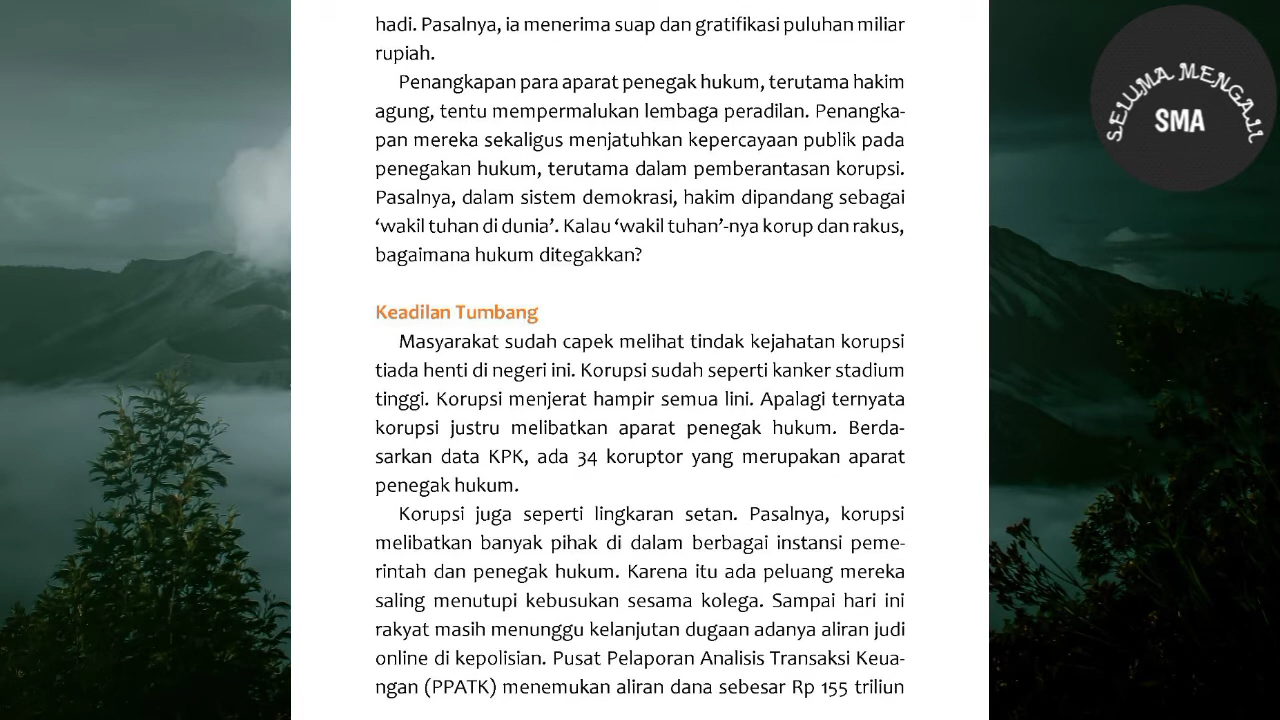 hadi. Pasalnya, ia menerima suap dan gratifikasi puluhan miliar
rupiah.
Penangkapan para aparat penegak hukum, terutama hakim
agung, tentu mempermalukan lembaga peradilan. Penangka-
pan mereka sekaligus menjatuhkan kepercayaan publik pada
penegakan hukum, terutama dalam pemberantasan korupsi.
Pasalnya, dalam sistem demokrasi, hakim dipandang sebagai
‘wakil tuhan di dunia’. Kalau ‘wakil tuhan’-nya korup dan rakus,
bagaimana hukum ditegakkan?
Keadilan Tumbang
Masyarakat sudah capek melihat tindak kejahatan korupsi
tiada henti di negeri ini. Korupsi sudah seperti kanker stadium
tinggi. Korupsi menjerat hampir semua lini. Apalagi ternyata
korupsi justru melibatkan aparat penegak hukum. Berda-
sarkan data KPK, ada 34 koruptor yang merupakan aparat
penegak hukum.
Korupsi juga seperti lingkaran setan. Pasalnya, korupsi
melibatkan banyak pihak di dalam berbagai instansi peme-
rintah dan penegak hukum. Karena itu ada peluang mereka
saling menutupi kebusukan sesama kolega. Sampai hari ini
rakyat masih menunggu kelanjutan dugaan adanya aliran judi
online di kepolisian. Pusat Pelaporan Analisis Transaksi Keua-
ngan (PPATK) menemukan aliran dana sebesar Rp 155 triliun
SELUMA MENGAJI
SMA